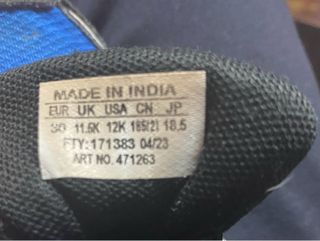 MADE IN INDIA
EUR UK USA CN JP
30 11.5K 12K 185(2) 18.5
FTY:171383 04/23
ART NO. 471263